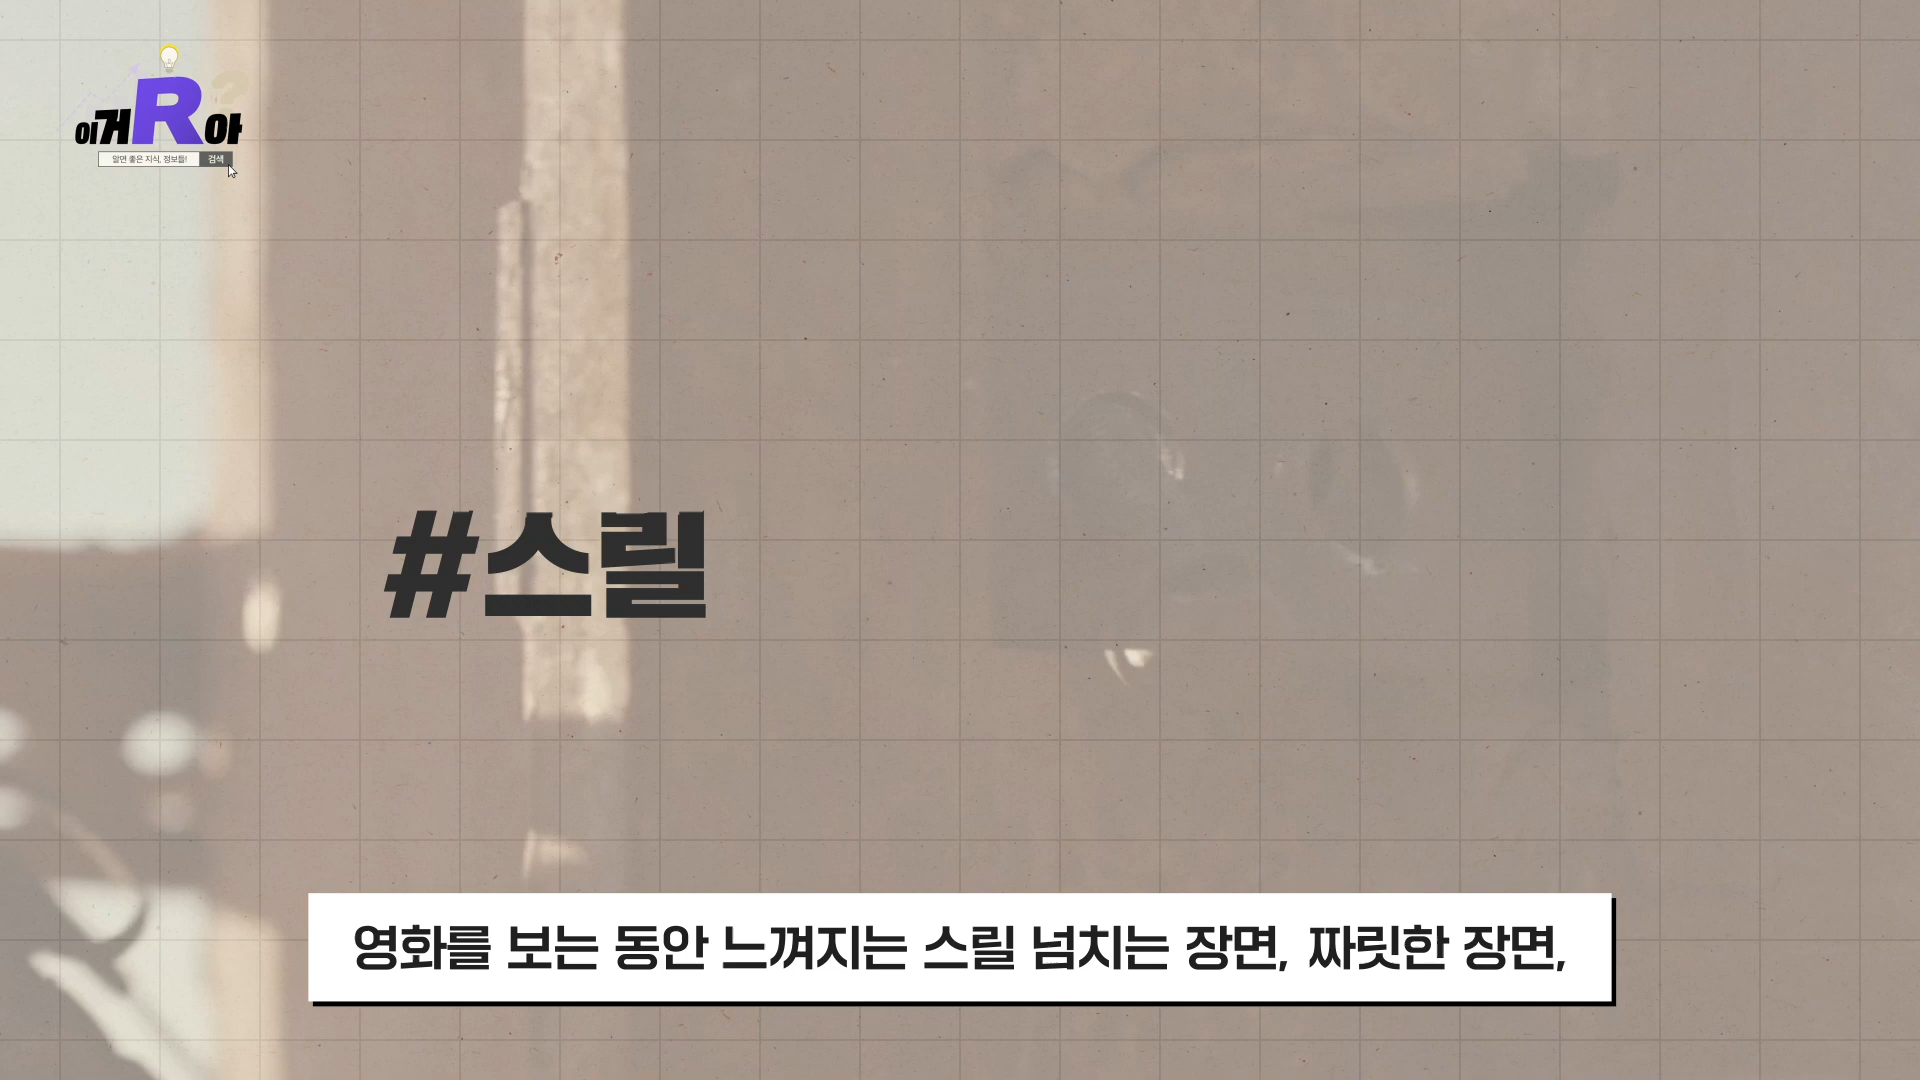 이거R야
알면 좋은 지식, 정보들! 검색
#스릴
영화를 보는 동안 느껴지는 스릴 넘치는 장면, 짜릿한 장면,